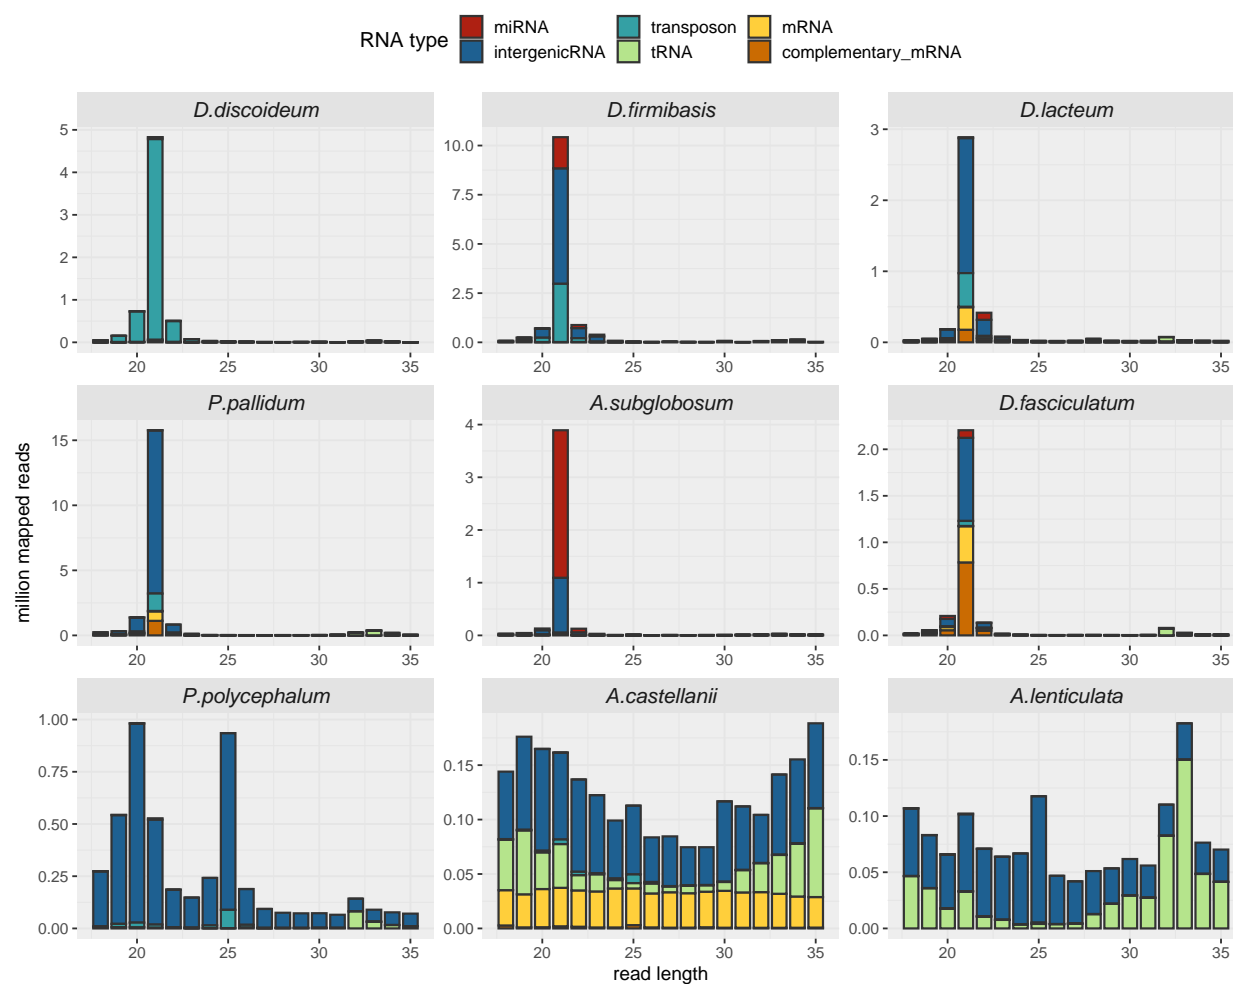 RNA type
miRNA transposon mRNA
intergenicRNA tRNA complementary_mRNA
D.discoideum D.firmibasis D.lacteum
5
4
3
2
1
0
10.0
7.5
5.0
2.5
0.0
3
2
1
0
20 25 30 35
20 25 30 35
20 25 30 35
P.pallidum A.subglobosum D.fasciculatum
15
10
5
0
4
3
2
1
0
2.0
1.5
1.0
0.5
0.0
20 25 30 35
20 25 30 35
20 25 30 35
million mapped reads
P.polycephalum A.castellanii A.lenticulata
1.00
0.75
0.50
0.25
0.00
0.15
0.10
0.05
0.00
0.15
0.10
0.05
0.00
20 25 30 35
20 25 30 35
20 25 30 35
read length